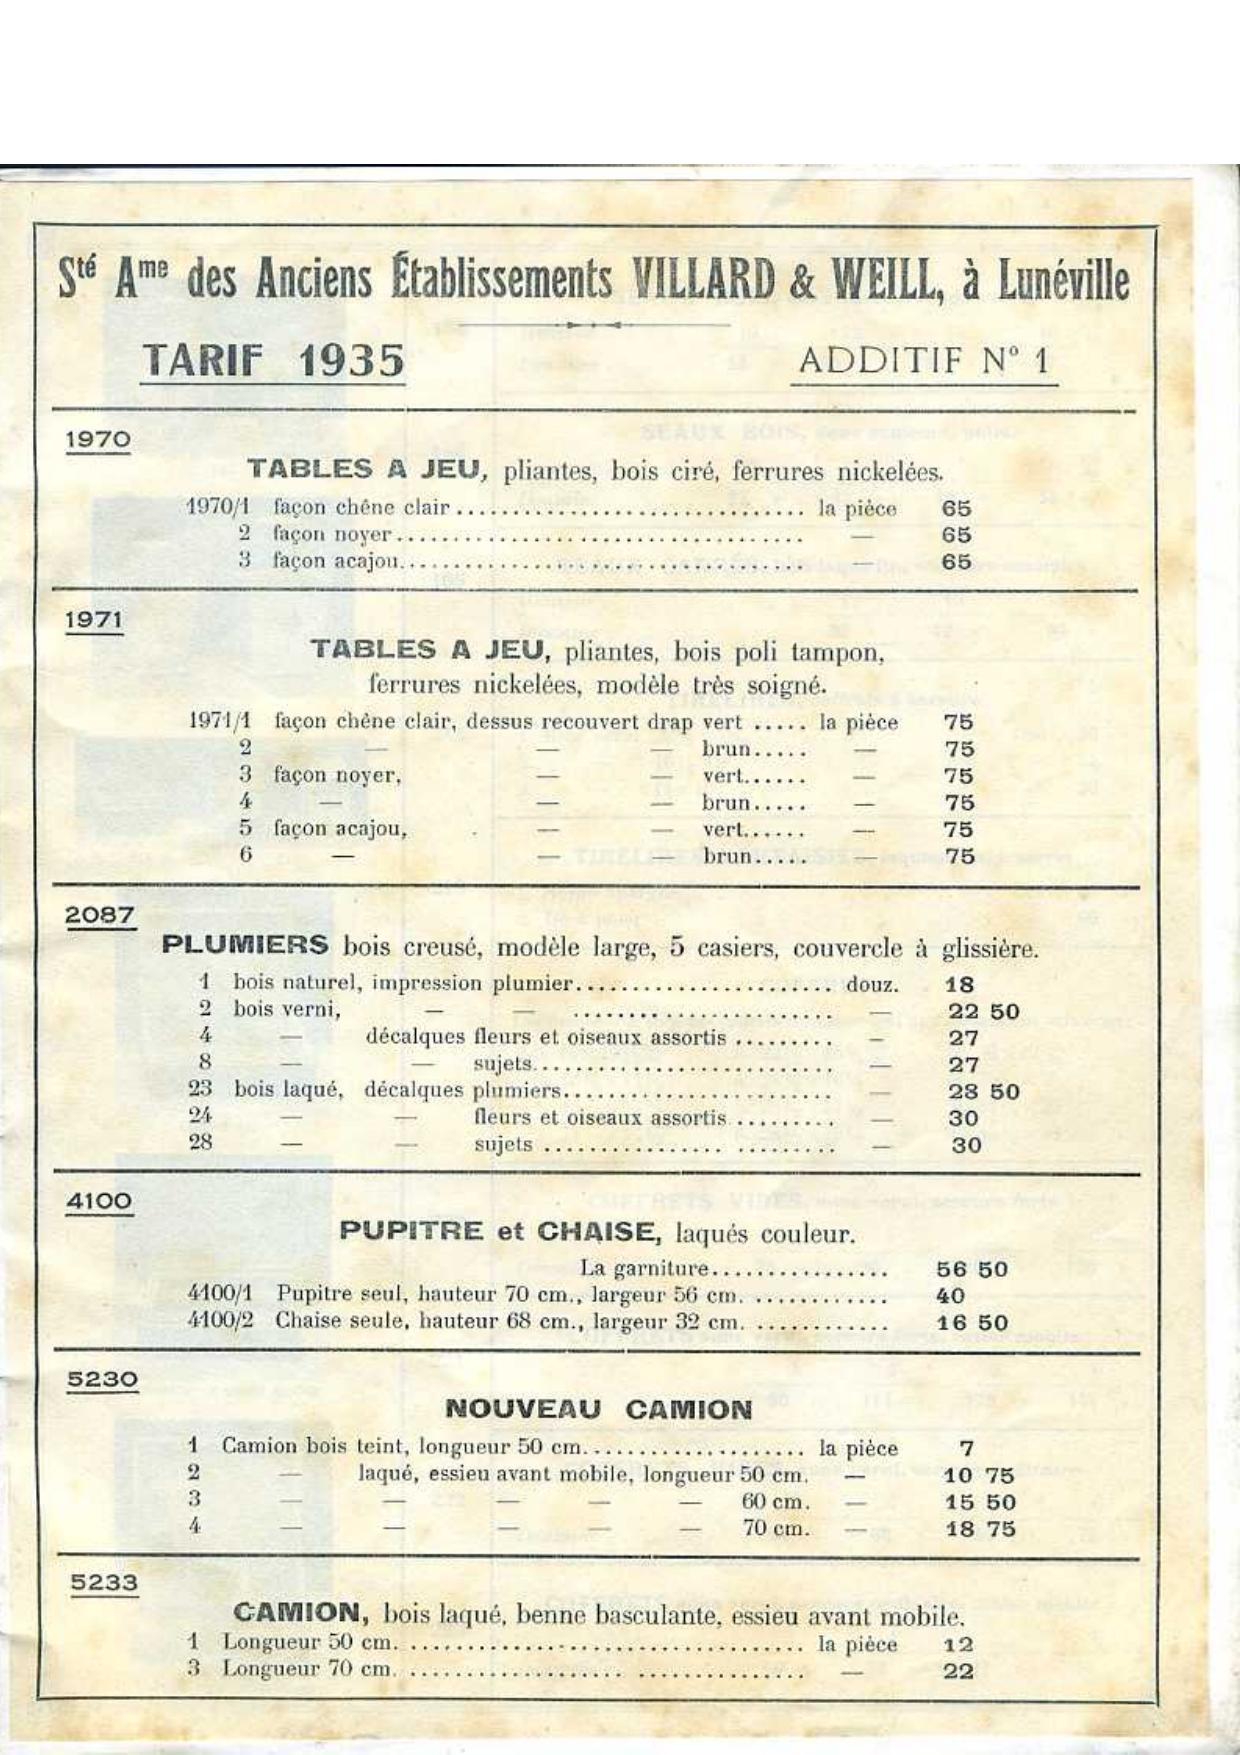 Sté Ame des Anciens Établissements VILLARD & WEILL, à Lunéville
TARIF 1935 ADDITIF N° 1
1970
TABLES A JEU, pliantes, bois ciré, ferrures nickelées.
1970/1 façon chêne clair ............................... la pièce 65
2 façon noyer..................................... — 65
3 façon acajou.................................... — 65
1971
TABLES A JEU, pliantes, bois poli tampon,
ferrures nickelées, modèle très soigné.
1971/1 façon chêne clair, dessus recouvert drap vert ..... la pièce 75
2 — — — brun..... — 75
3 façon noyer, — — vert...... — 75
4 — — — brun..... — 75
5 façon acajou, — — vert...... — 75
6 — — — brun..... — 75
2087
PLUMIERS bois creusé, modèle large, 5 casiers, couvercle à glissière.
1 bois naturel, impression plumier....................... douz. 18
2 bois verni, — — ....................... — 22 50
4 — décalques fleurs et oiseaux assortis ......... — 27
8 — — sujets........................... — 27
23 bois laqué, décalques plumiers........................ — 28 50
24 — — fleurs et oiseaux assortis ......... — 30
28 — — sujets ................ ......... — 30
4100
PUPITRE et CHAISE, laqués couleur.
La garniture................ 56 50
4100/1 Pupitre seul, hauteur 70 cm., largeur 56 cm. ............ 40
4100/2 Chaise seule, hauteur 68 cm., largeur 32 cm. ............ 16 50
5230
NOUVEAU CAMION
1 Camion bois teint, longueur 50 cm.................... la pièce 7
2 — laqué, essieu avant mobile, longueur 50 cm. — 10 75
3 — — — — — 60 cm. — 15 50
4 — — — — — 70 cm. — 18 75
5233
CAMION, bois laqué, benne basculante, essieu avant mobile.
1 Longueur 50 cm. .................................... la pièce 12
3 Longueur 70 cm. ................... ............... — 22